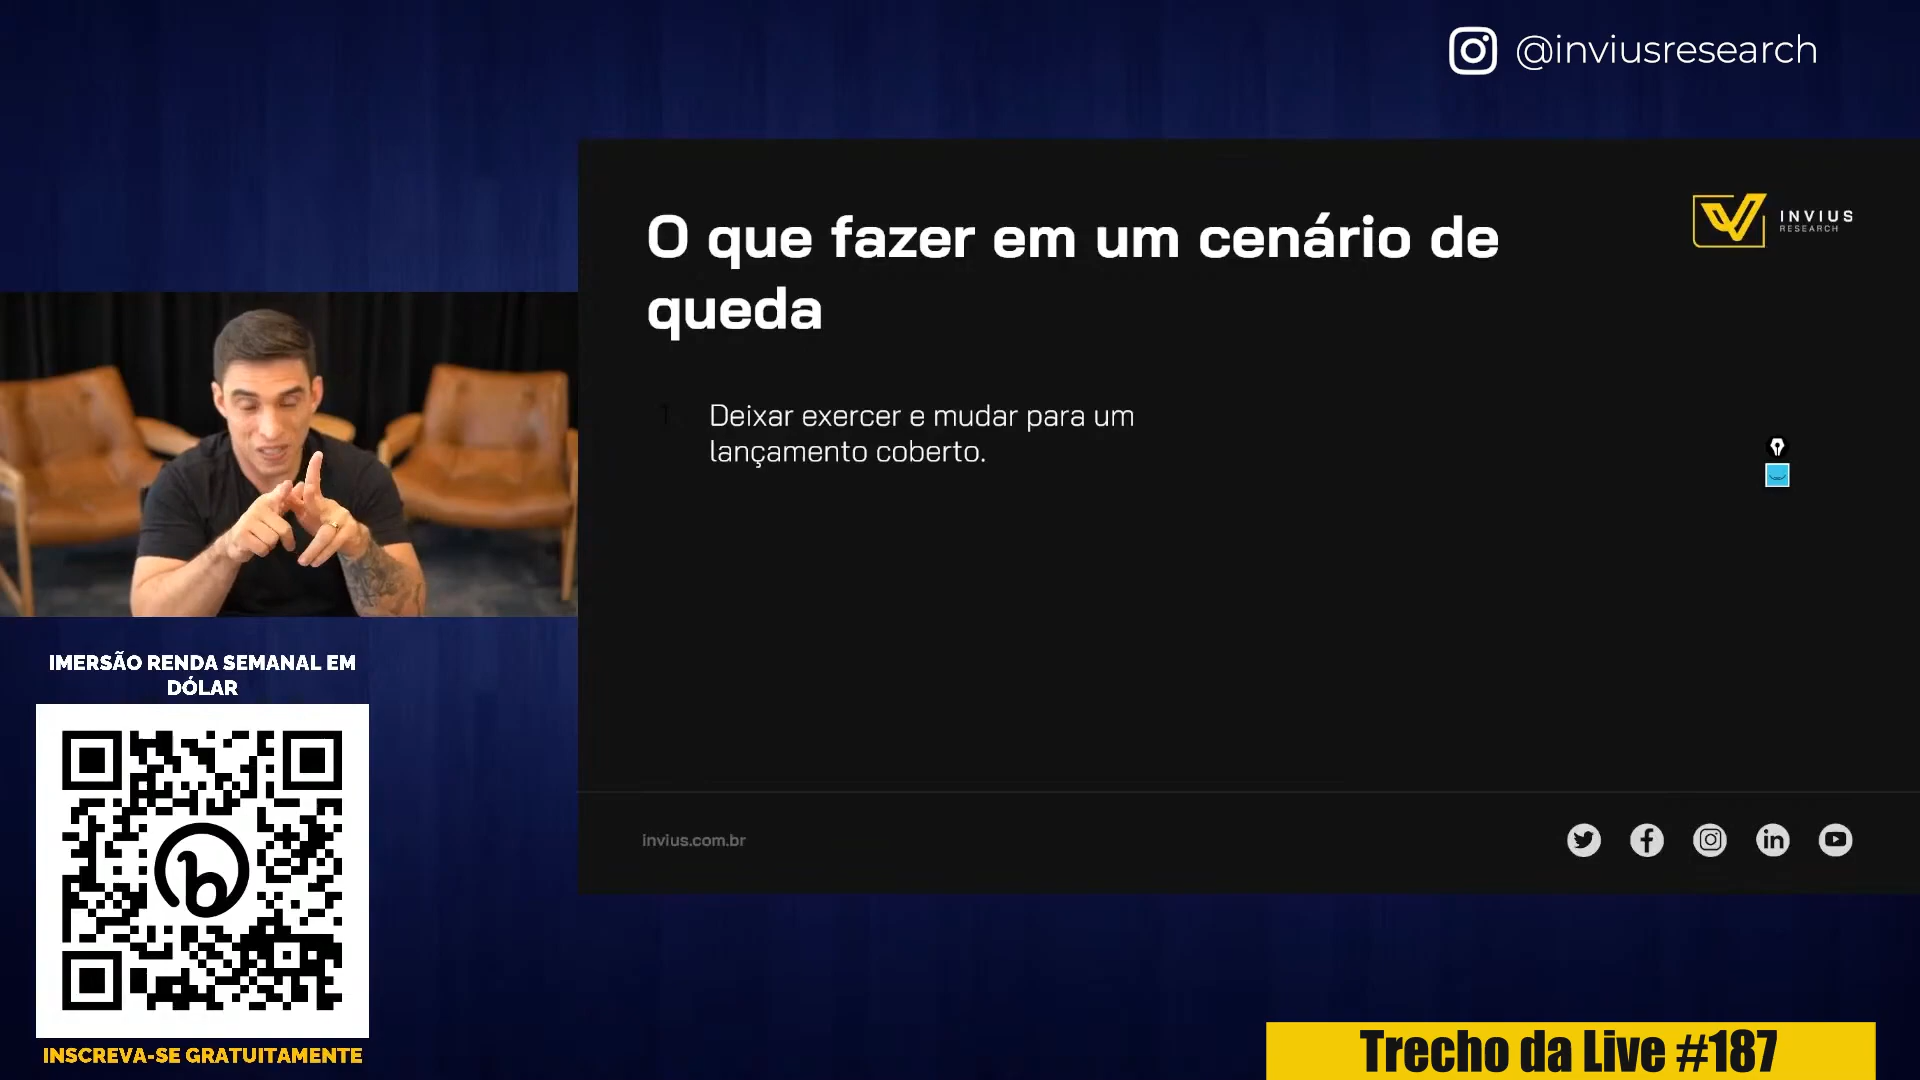 @inviusresearch
O que fazer em um cenário de
queda
INVIUS
RESEARCH
1.
Deixar exercer e mudar para um
lançamento coberto.
IMERSÃO RENDA SEMANAL EM
DÓLAR
INSCREVA-SE GRATUITAMENTE
invius.com.br
Trecho da Live #187